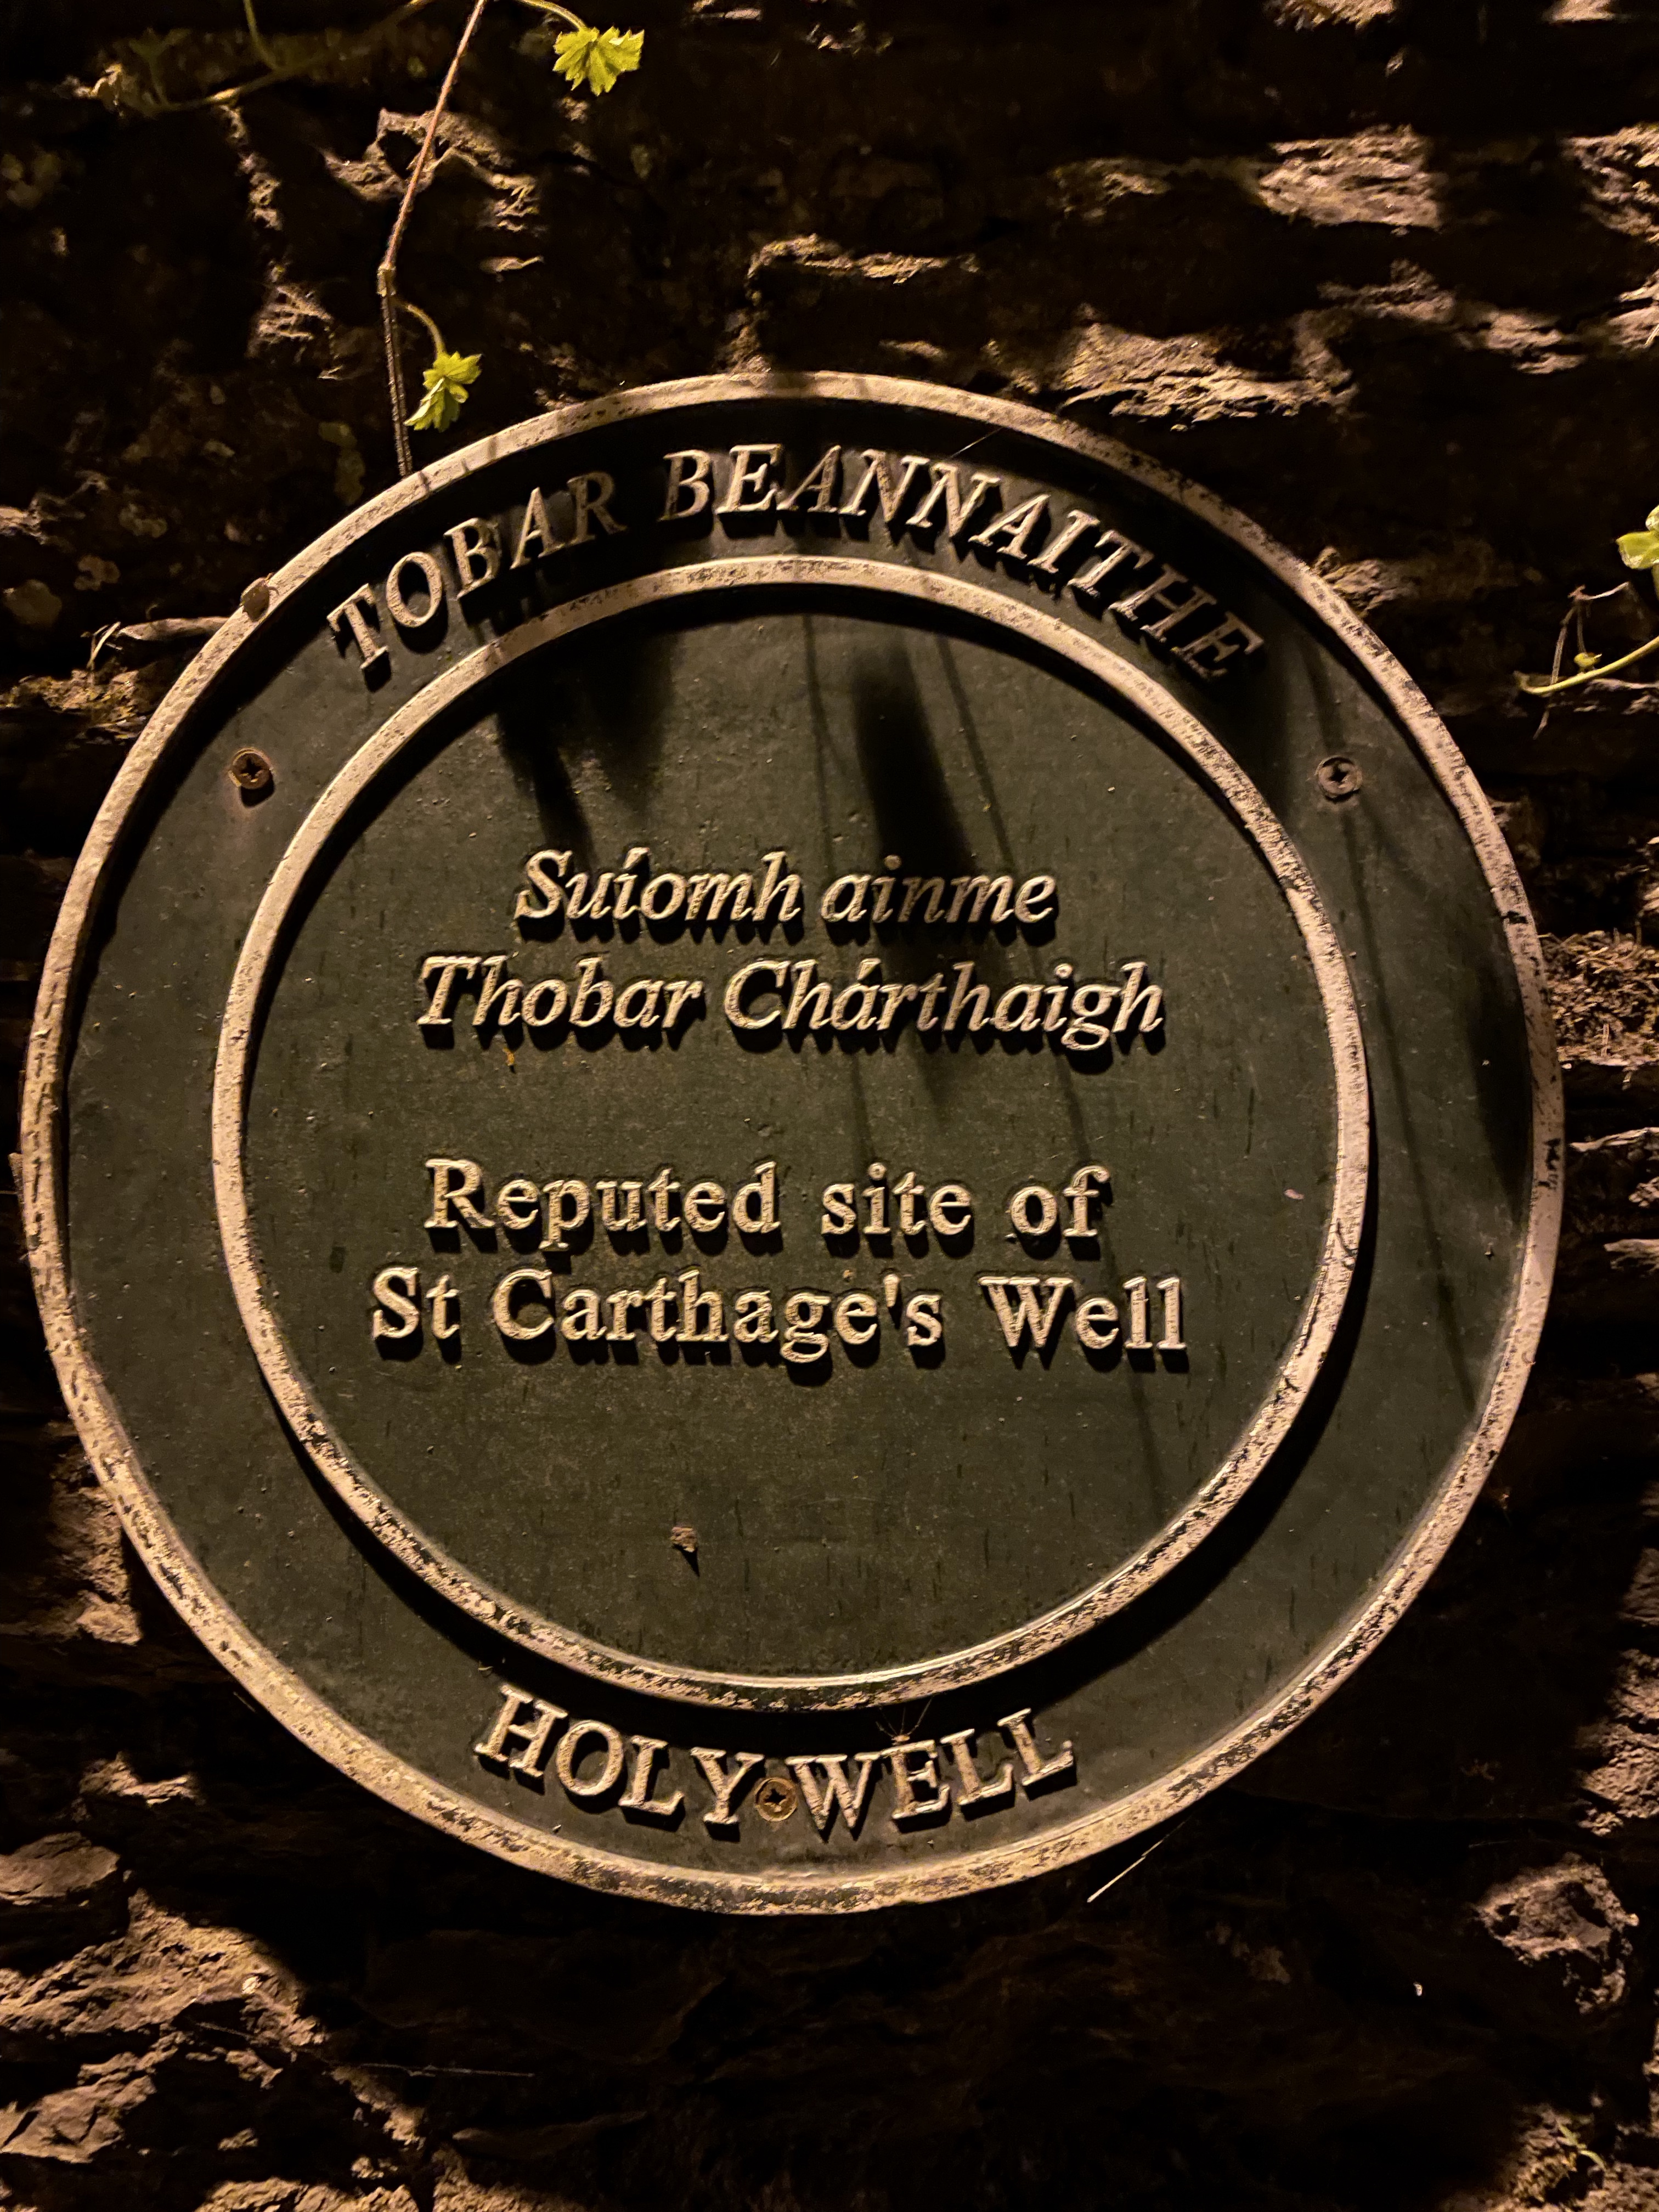 TOBAR BEANNAITHE
Suíomh ainme
Thobar Chárthaigh
Reputed site of
St Carthage's Well
HOLY WELL